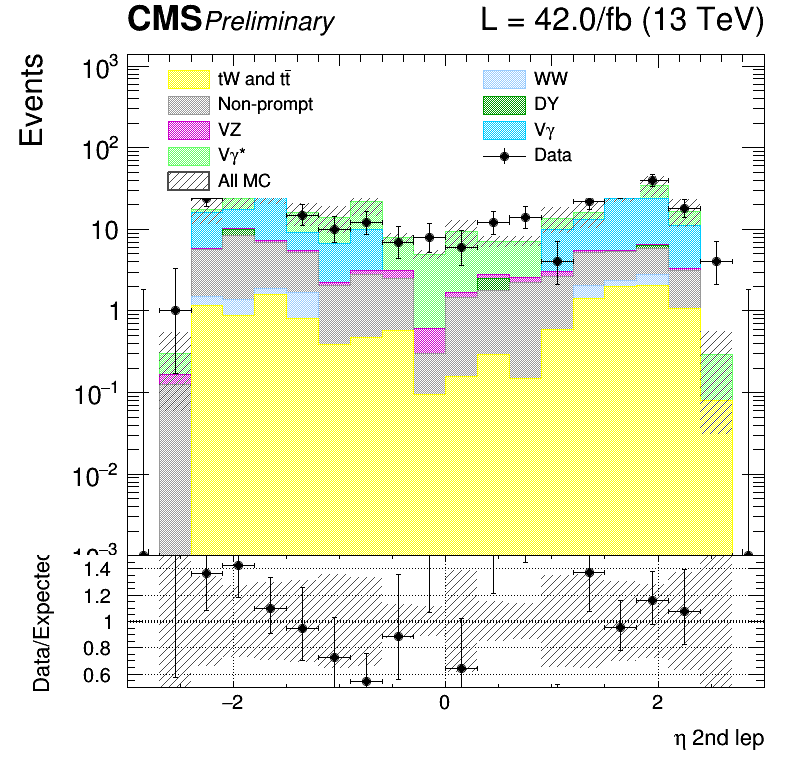 CMS Preliminary L = 42.0/fb (13 TeV)
Events
10³
10²
10
1
10⁻¹
10⁻²
10⁻³
tW and tt̅
WW
Non-prompt
DY
VZ
Vγ
Vγ*
Data
All MC
Data/Expected
1.4
1.2
1
0.8
0.6
−2 0 2
η 2nd lep